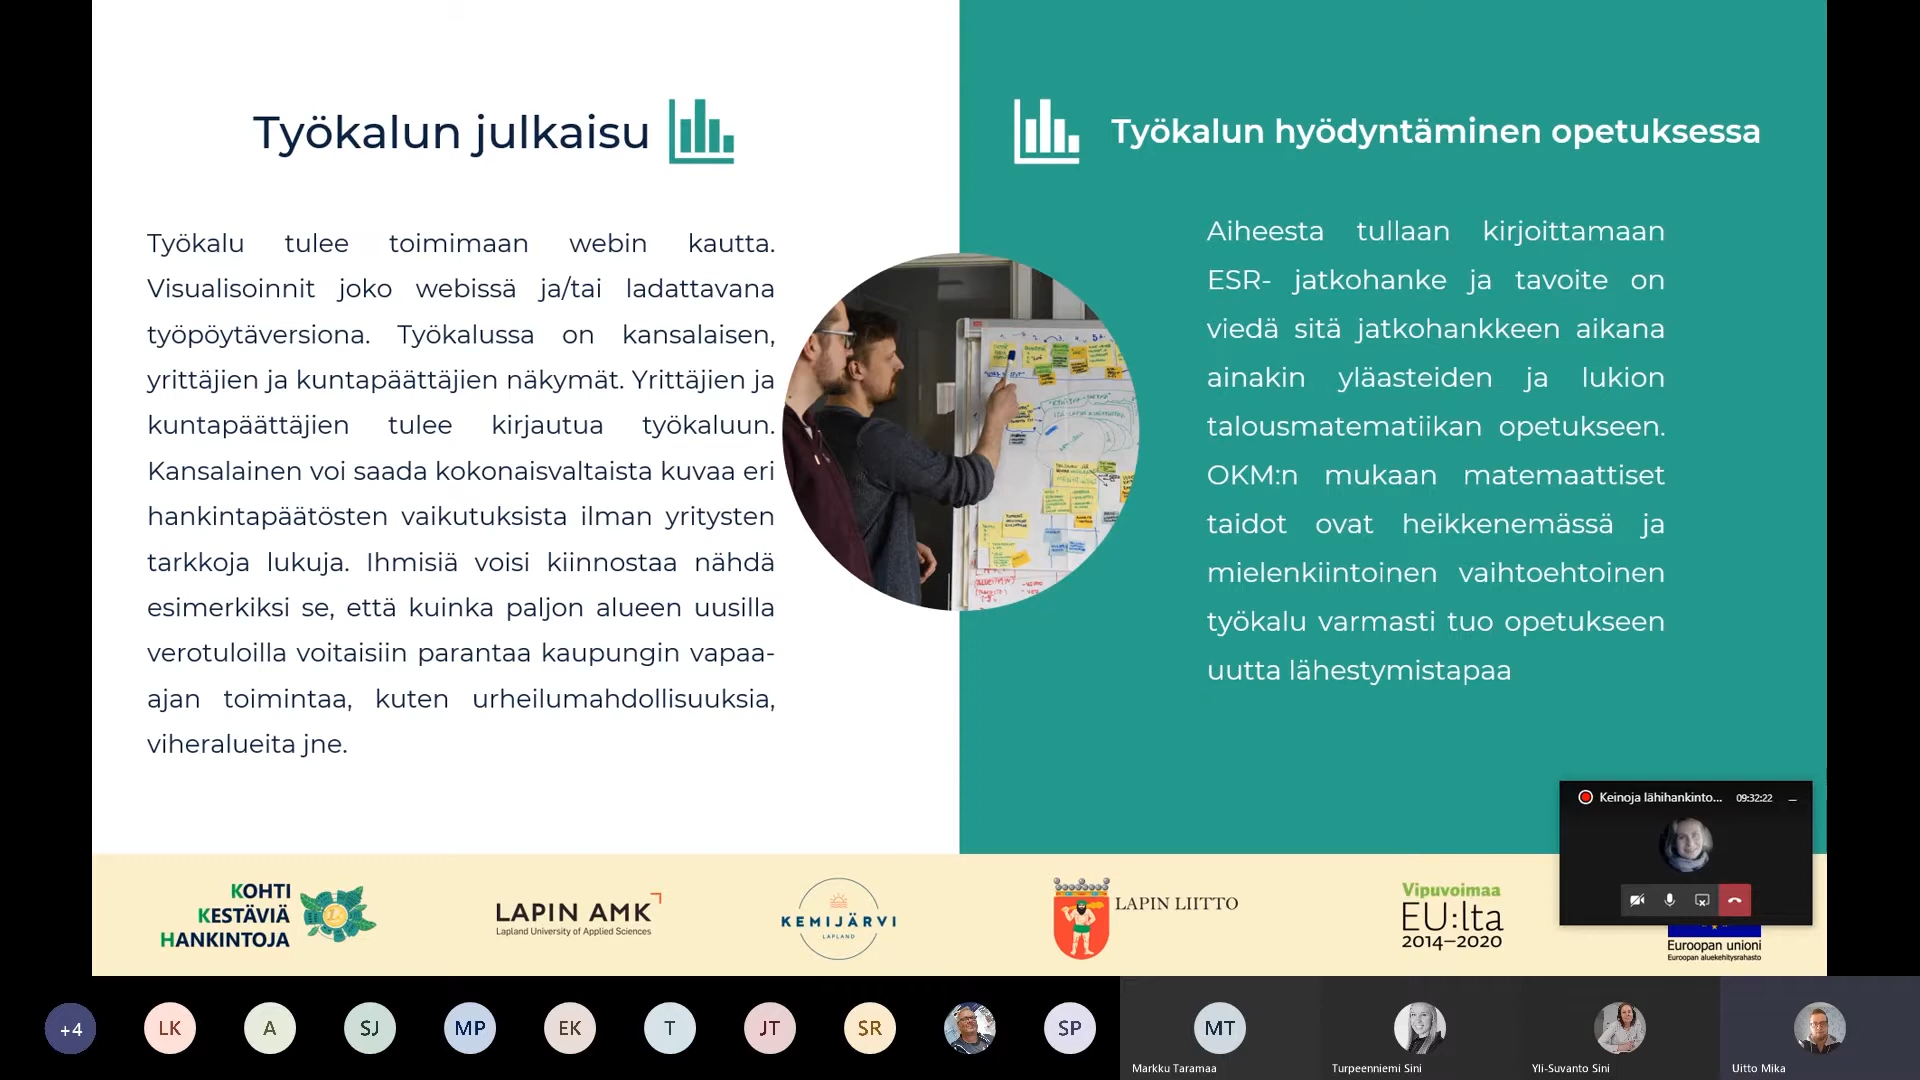 Työkalun julkaisu
Työkalu tulee toimimaan webin kautta.
Visualisoinnit joko webissä ja/tai ladattavana
työpöytäversiona. Työkalussa on kansalaisen,
yrittäjien ja kuntapäättäjien näkymät. Yrittäjien ja
kuntapäättäjien tulee kirjautua työkaluun.
Kansalainen voi saada kokonaisvaltaista kuvaa eri
hankintapäätösten vaikutuksista ilman yritysten
tarkkoja lukuja. Ihmisiä voisi kiinnostaa nähdä
esimerkiksi se, että kuinka paljon alueen uusilla
verotuloilla voitaisiin parantaa kaupungin vapaa-
ajan toimintaa, kuten urheilumahdollisuuksia,
viheralueita jne.
Työkalun hyödyntäminen opetuksessa
Aiheesta tullaan kirjoittamaan
ESR- jatkohanke ja tavoite on
viedä sitä jatkohankkeen aikana
ainakin yläasteiden ja lukion
talousmatematiikan opetukseen.
OKM:n mukaan matemaattiset
taidot ovat heikkenemässä ja
mielenkiintoinen vaihtoehtoinen
työkalu varmasti tuo opetukseen
uutta lähestymistapaa
Keinoja lähihankinto... 09:32:22
KOHTI
KESTÄVIÄ
HANKINTOJA
LAPIN AMK
Lapland University of Applied Sciences
KEMIJÄRVI
LAPLAND
LAPIN LIITTO
Vipuvoimaa
EU:lta
2014–2020
Euroopan unioni
Euroopan aluekehitysrahasto
+4 LK A SJ MP EK T JT SR SP MT
Markku Taramaa Turpeenniemi Sini Yli-Suvanto Sini Uitto Mika